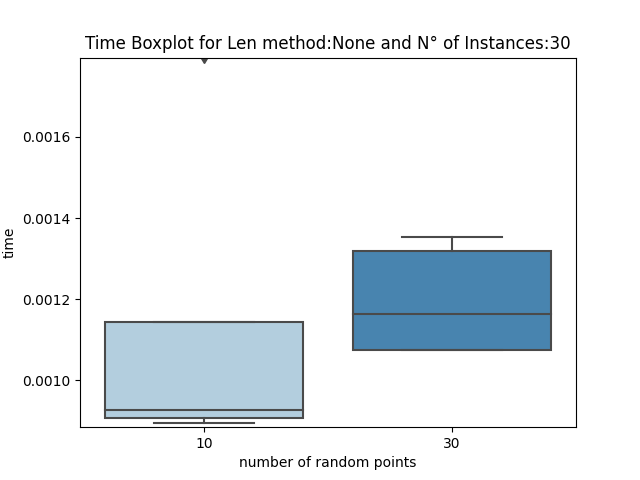 Time Boxplot for Len method:None and N° of Instances:30
0.0016
0.0014
0.0012
0.0010
time
10
30
number of random points